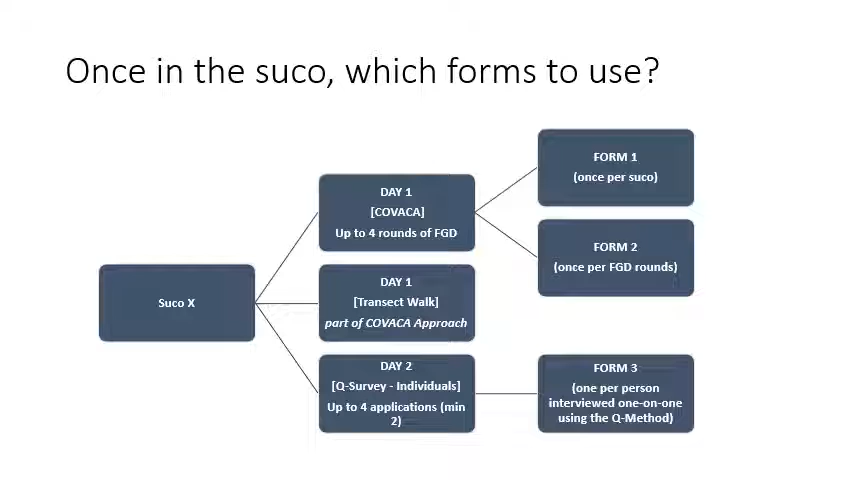 Once in the suco, which forms to use?
Suco X
DAY 1
[COVACA]
Up to 4 rounds of FGD
DAY 1
[Transect Walk]
part of COVACA Approach
DAY 2
[Q-Survey - Individuals]
Up to 4 applications (min
2)
FORM 1
(once per suco)
FORM 2
(once per FGD rounds)
FORM 3
(one per person
interviewed one-on-one
using the Q-Method)